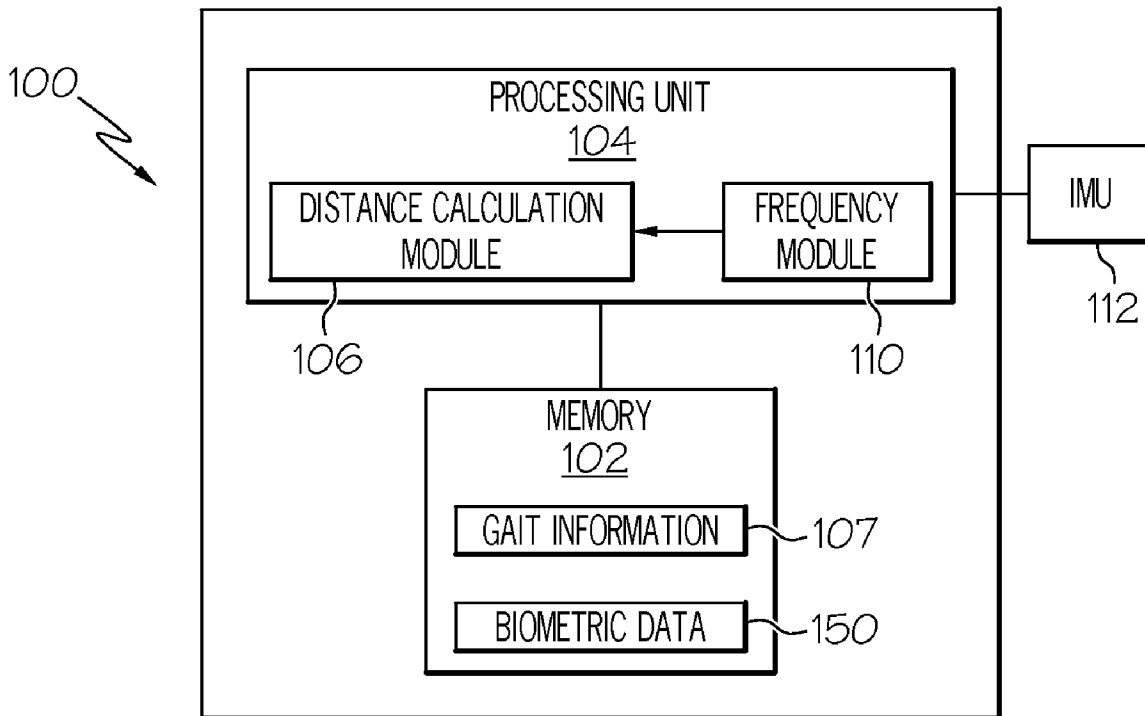 100
PROCESSING UNIT
104
DISTANCE CALCULATION
MODULE
FREQUENCY
MODULE
IMU
112
106
110
MEMORY
102
GAIT INFORMATION
107
BIOMETRIC DATA
150